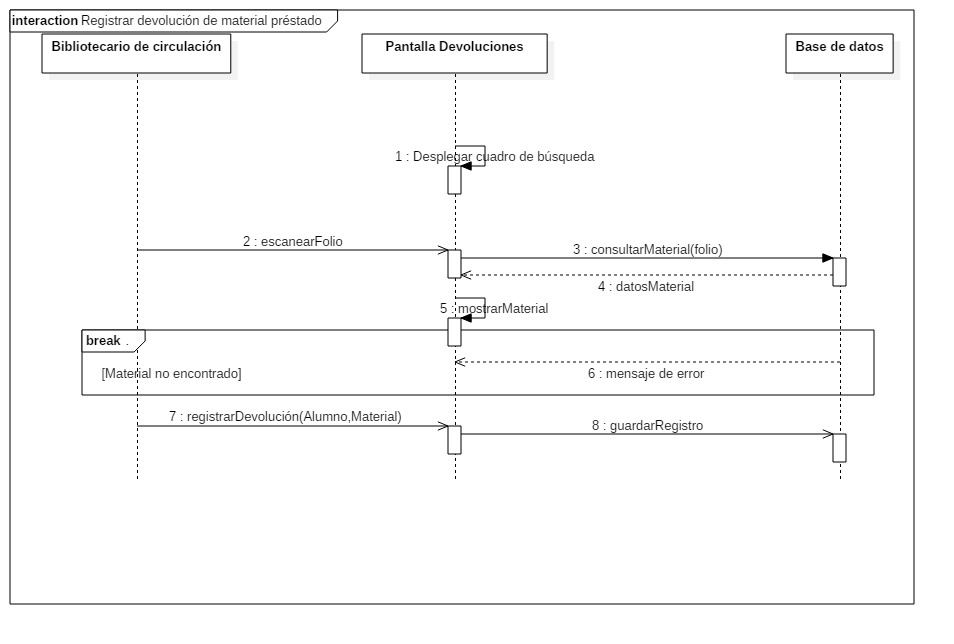 interaction Registrar devolución de material préstado
Bibliotecario de circulación
Pantalla Devoluciones
Base de datos
1 : Desplegar cuadro de búsqueda
2 : escanearFolio
3 : consultarMaterial(folio)
4 : datosMaterial
5 : mostrarMaterial
break .
[Material no encontrado]
6 : mensaje de error
7 : registrarDevolución(Alumno,Material)
8 : guardarRegistro